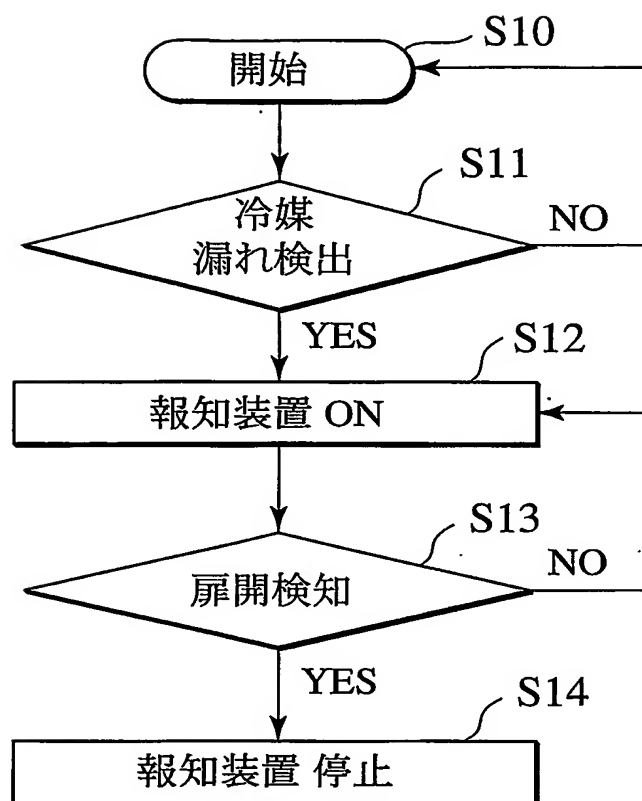 S10
開始
S11
冷媒
漏れ検出
NO
YES
S12
報知装置 ON
S13
扉開検知
NO
YES
S14
報知装置 停止